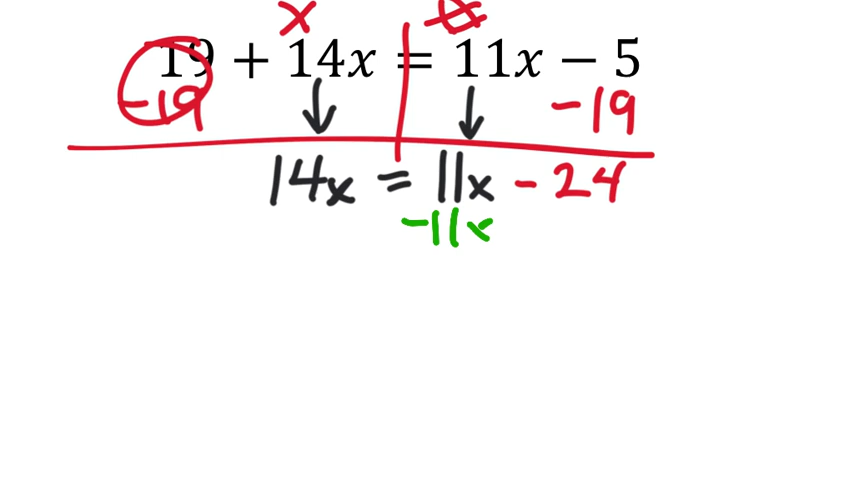 x #
19 + 14x = 11x − 5
-19 -19
14x = 11x - 24
-11x